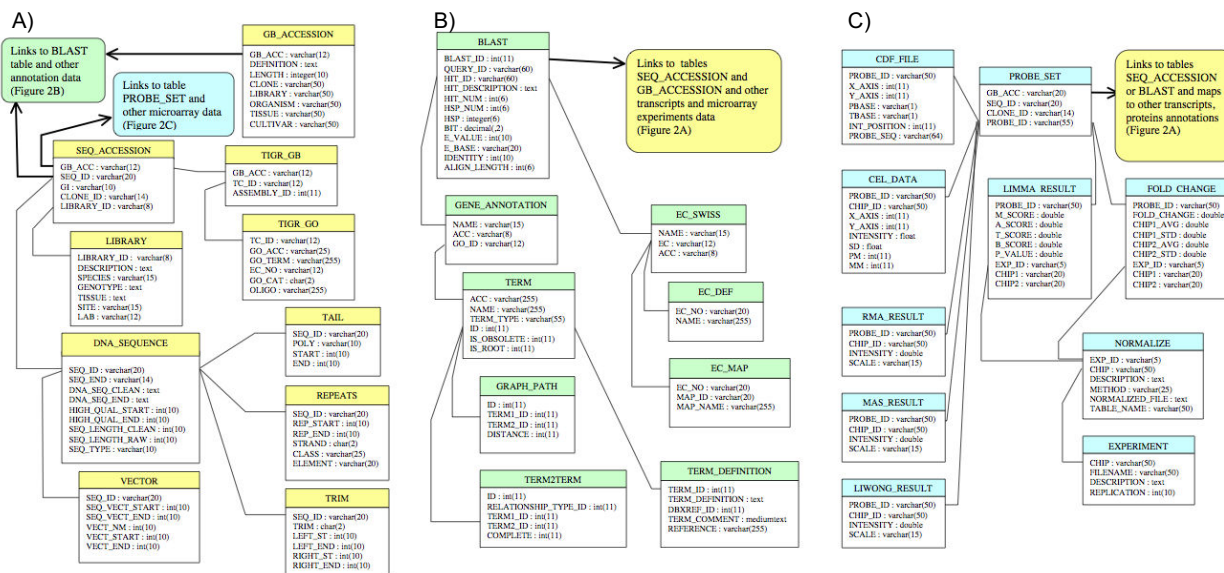 A)
Links to BLAST
table and other
annotation data
(Figure 2B)
Links to table
PROBE_SET and
other microarray data
(Figure 2C)
GB_ACCESSION
GB_ACC : varchar(12)
DEFINITION : text
LENGTH : integer(10)
CLONE : varchar(50)
LIBRARY : varchar(50)
ORGANISM : varchar(50)
TISSUE : varchar(50)
CULTIVAR : varchar(50)
SEQ_ACCESSION
GB_ACC : varchar(12)
SEQ_ID : varchar(20)
GI : varchar(10)
CLONE_ID : varchar(14)
LIBRARY_ID : varchar(8)
TIGR_GB
GB_ACC : varchar(12)
TC_ID : varchar(12)
ASSEMBLY_ID : int(11)
TIGR_GO
TC_ID : varchar(12)
GO_ACC : varchar(25)
GO_TERM : varchar(255)
EC_NO : varchar(12)
GO_CAT : char(2)
OLIGO : varchar(255)
LIBRARY
LIBRARY_ID : varchar(8)
DESCRIPTION : text
SPECIES : varchar(15)
GENOTYPE : text
TISSUE : text
SITE : varchar(15)
LAB : varchar(12)
DNA_SEQUENCE
SEQ_ID : varchar(20)
SEQ_END : varchar(14)
DNA_SEQ_CLEAN : text
DNA_SEQ_END : text
HIGH_QUAL_START : int(10)
HIGH_QUAL_END : int(10)
SEQ_LENGTH_CLEAN : int(10)
SEQ_LENGTH_RAW : int(10)
SEQ_TYPE : varchar(10)
TAIL
SEQ_ID : varchar(20)
POLY : varchar(10)
START : int(10)
END : int(10)
REPEATS
SEQ_ID : varchar(20)
REP_START : int(10)
REP_END : int(10)
STRAND : char(2)
CLASS : varchar(25)
ELEMENT : varchar(20)
VECTOR
SEQ_ID : varchar(20)
SEQ_VECT_START : int(10)
SEQ_VECT_END : int(10)
VECT_NM : int(10)
VECT_START : int(10)
VECT_END : int(10)
TRIM
SEQ_ID : varchar(20)
TRIM : char(2)
LEFT_ST : int(10)
LEFT_END : int(10)
RIGHT_ST : int(10)
RIGHT_END : int(10)
B)
BLAST
BLAST_ID : int(11)
QUERY_ID : varchar(60)
HIT_ID : varchar(60)
HIT_DESCRIPTION : text
HIT_NUM : int(6)
HSP_NUM : int(6)
HSP : integer(6)
BIT : decimal(,2)
E_VALUE : int(10)
E_BASE : varchar(20)
IDENTITY : int(10)
ALIGN_LENGTH : int(6)
Links to tables
SEQ_ACCESSION and
GB_ACCESSION and other
transcripts and microarray
experiments data
(Figure 2A)
GENE_ANNOTATION
NAME : varchar(15)
ACC : varchar(8)
GO_ID : varchar(12)
EC_SWISS
NAME : varchar(15)
EC : varchar(12)
ACC : varchar(8)
TERM
ACC : varchar(255)
NAME : varchar(255)
TERM_TYPE : varchar(55)
ID : int(11)
IS_OBSOLETE : int(11)
IS_ROOT : int(11)
EC_DEF
EC_NO : varchar(20)
NAME : varchar(255)
EC_MAP
EC_NO : varchar(20)
MAP_ID : varchar(20)
MAP_NAME : varchar(255)
GRAPH_PATH
ID : int(11)
TERM1_ID : int(11)
TERM2_ID : int(11)
DISTANCE : int(11)
TERM2TERM
ID : int(11)
RELATIONSHIP_TYPE_ID : int(11)
TERM1_ID : int(11)
TERM2_ID : int(11)
COMPLETE : int(11)
TERM_DEFINITION
TERM_ID : int(11)
TERM_DEFINITION : text
DBXREF_ID : int(11)
TERM_COMMENT : mediumtext
REFERENCE : varchar(255)
C)
CDF_FILE
PROBE_ID : varchar(50)
X_AXIS : int(11)
Y_AXIS : int(11)
PBASE : varchar(1)
TBASE : varchar(1)
INT_POSITION : int(11)
PROBE_SEQ : varchar(64)
PROBE_SET
GB_ACC : varchar(20)
SEQ_ID : varchar(20)
CLONE_ID : varchar(14)
PROBE_ID : varchar(55)
Links to tables
SEQ_ACCESSION
or BLAST and maps
to other transcripts,
proteins annotations
(Figure 2A)
CEL_DATA
PROBE_ID : varchar(50)
CHIP_ID : varchar(50)
X_AXIS : int(11)
Y_AXIS : int(11)
INTENSITY : float
SD : float
PM : int(11)
MM : int(11)
LIMMA_RESULT
PROBE_ID : varchar(50)
M_SCORE : double
A_SCORE : double
T_SCORE : double
B_SCORE : double
P_VALUE : double
EXP_ID : varchar(5)
CHIP1 : varchar(20)
CHIP2 : varchar(20)
FOLD_CHANGE
PROBE_ID : varchar(50)
FOLD_CHANGE : double
CHIP1_AVG : double
CHIP1_STD : double
CHIP2_AVG : double
CHIP2_STD : double
EXP_ID : varchar(5)
CHIP1 : varchar(20)
CHIP2 : varchar(20)
RMA_RESULT
PROBE_ID : varchar(50)
CHIP_ID : varchar(50)
INTENSITY : double
SCALE : varchar(15)
NORMALIZE
EXP_ID : varchar(5)
CHIP : varchar(50)
DESCRIPTION : text
METHOD : varchar(25)
NORMALIZED_FILE : text
TABLE_NAME : varchar(50)
MAS_RESULT
PROBE_ID : varchar(50)
CHIP_ID : varchar(50)
INTENSITY : double
SCALE : varchar(15)
EXPERIMENT
CHIP : varchar(50)
FILENAME : varchar(50)
DESCRIPTION : text
REPLICATION : int(10)
LIWONG_RESULT
PROBE_ID : varchar(50)
CHIP_ID : varchar(50)
INTENSITY : double
SCALE : varchar(15)